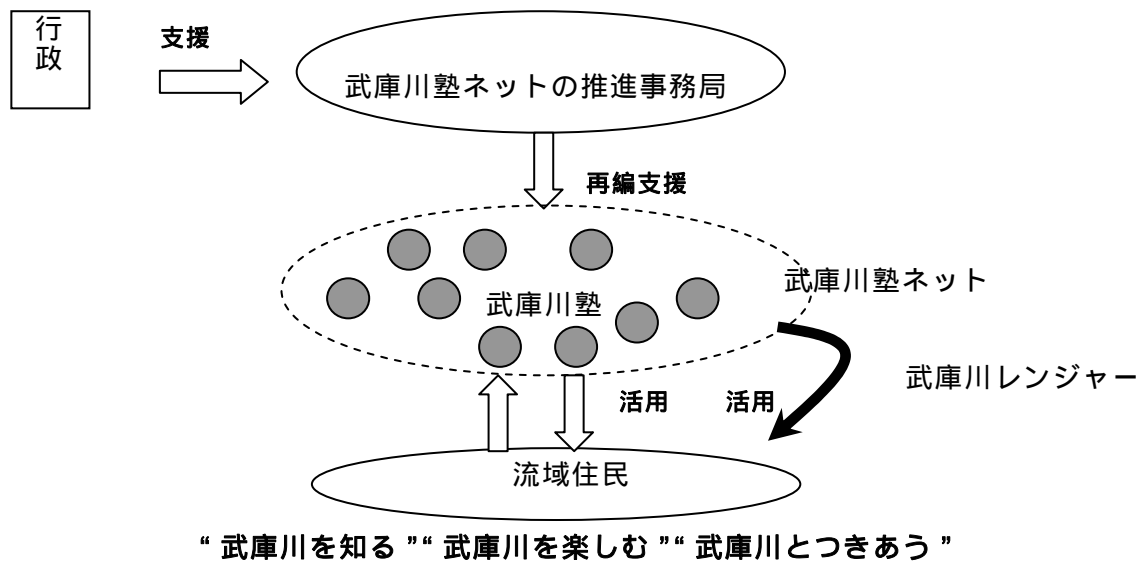 行政
支援
武庫川塾ネットの推進事務局
再編支援
武庫川塾ネット
武庫川塾
武庫川レンジャー
活用
活用
流域住民
“武庫川を知る”“武庫川を楽しむ”“武庫川とつきあう”